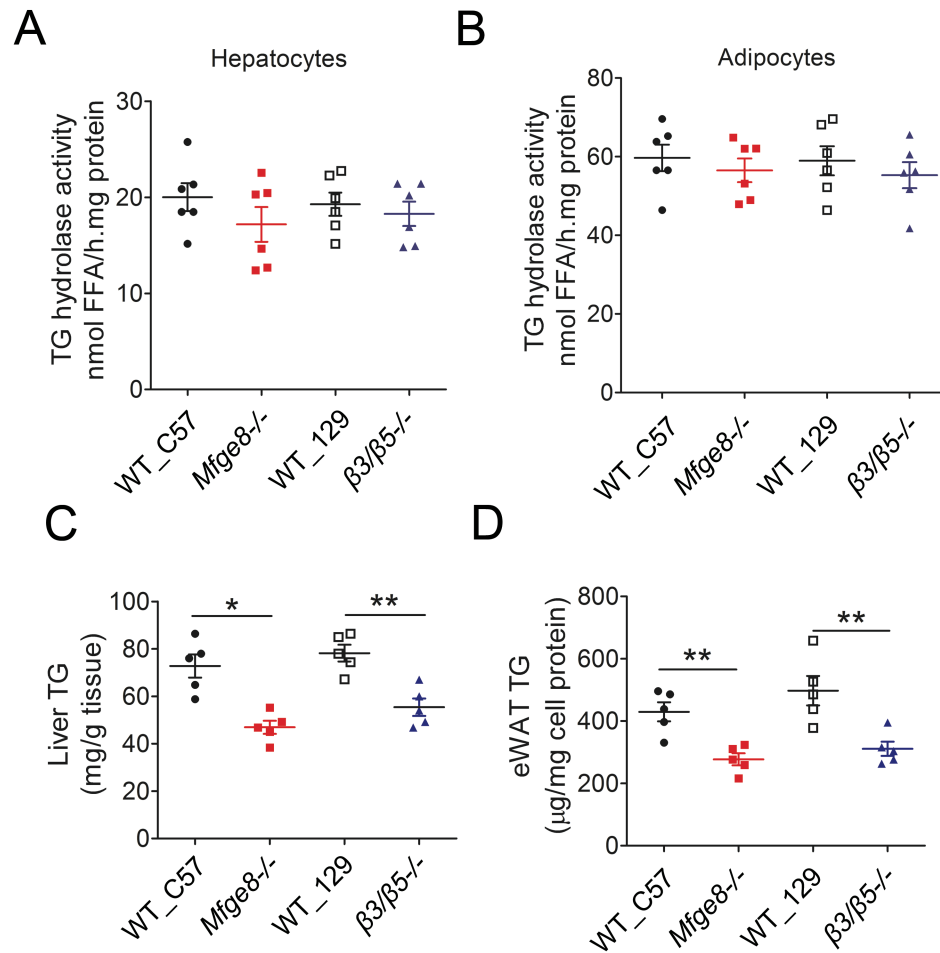 A
Hepatocytes
TG hydrolase activity
nmol FFA/h.mg protein
30
20
10
0
WT_C57
Mfge8-/-
WT_129
β3/β5-/-
B
Adipocytes
TG hydrolase activity
nmol FFA/h.mg protein
80
60
40
20
0
WT_C57
Mfge8-/-
WT_129
β3/β5-/-
C
Liver TG
(mg/g tissue)
100
80
60
40
20
0
*
**
WT_C57
Mfge8-/-
WT_129
β3/β5-/-
D
eWAT TG
(μg/mg cell protein)
800
600
400
200
0
**
**
WT_C57
Mfge8-/-
WT_129
β3/β5-/-